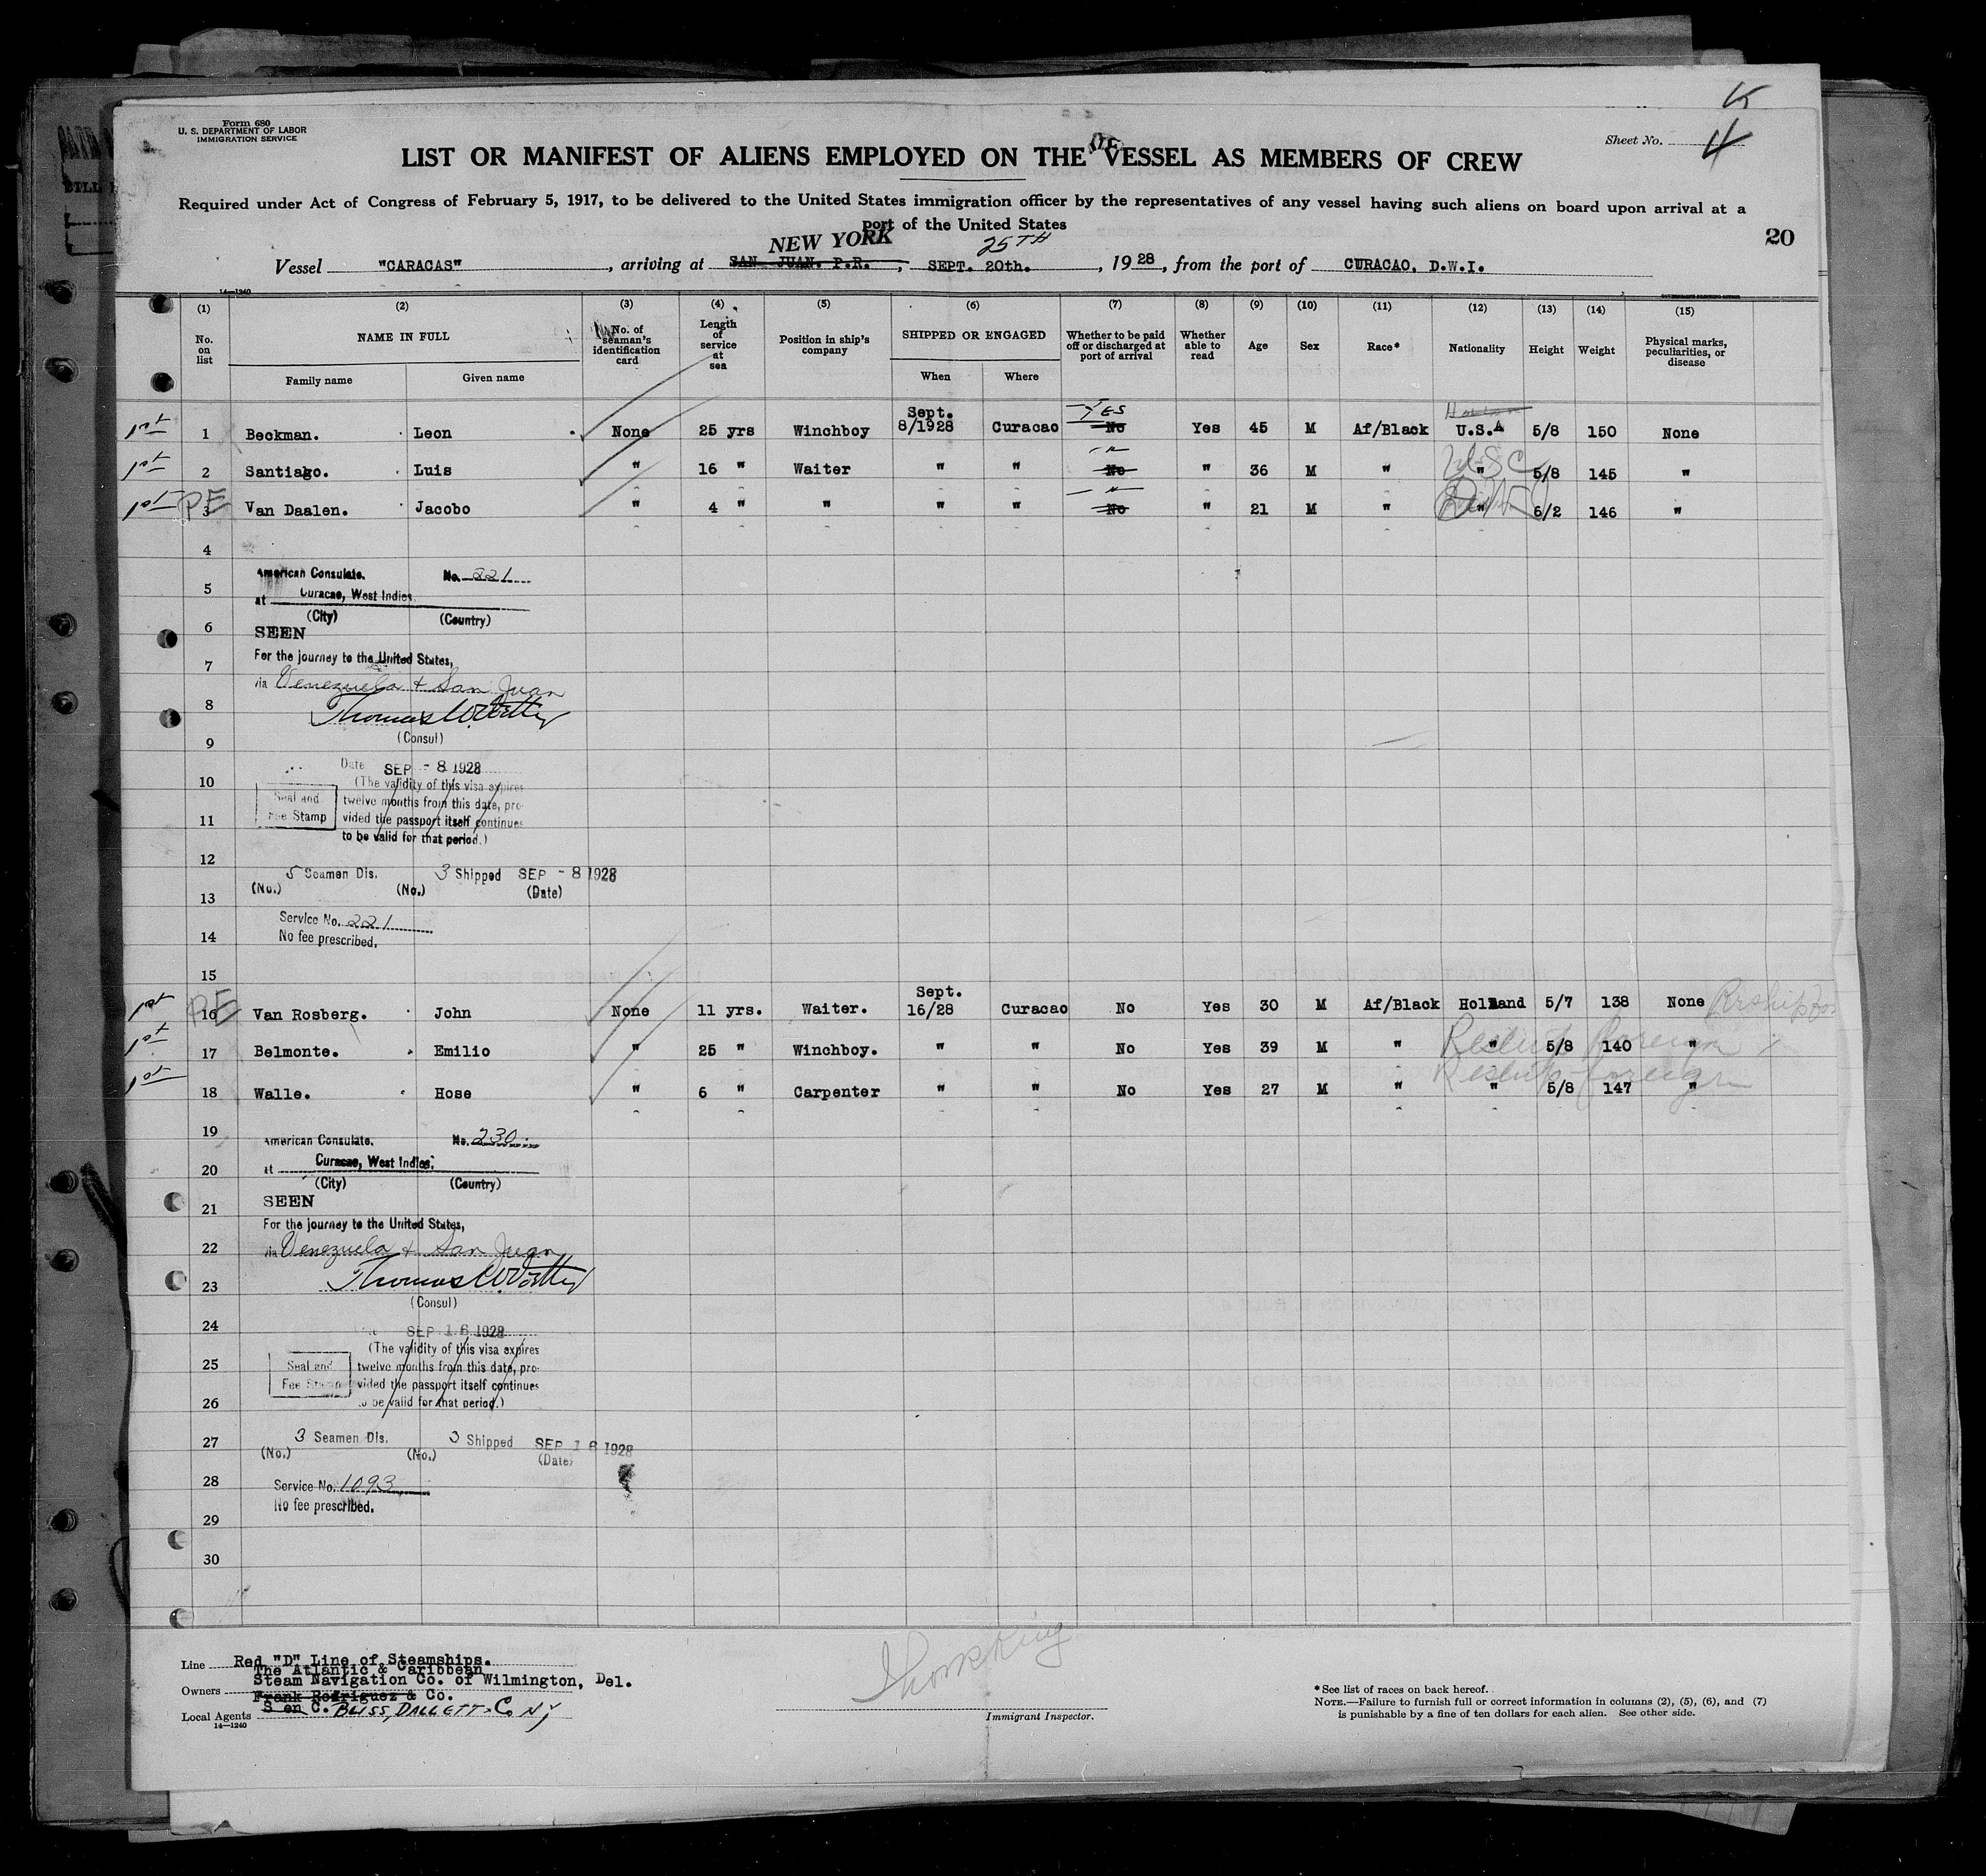 Form 680
U. S. DEPARTMENT OF LABOR
IMMIGRATION SERVICE
Sheet No. 4
LIST OR MANIFEST OF ALIENS EMPLOYED ON THE VESSEL AS MEMBERS OF CREW
Required under Act of Congress of February 5, 1917, to be delivered to the United States immigration officer by the representatives of any vessel having such aliens on board upon arrival at a
port of the United States
20
NEW YORK 25TH
Vessel "CARACAS", arriving at SAN JUAN. P.R., SEPT. 20th., 1928, from the port of CURACAO, D.W.I.
14—1240
(1) (2) (3) (4) (5) (6) (7) (8) (9) (10) (11) (12) (13) (14) (15)
No. on list NAME IN FULL No. of seaman's identification card Length of service at sea Position in ship's company SHIPPED OR ENGAGED Whether to be paid off or discharged at port of arrival Whether able to read Age Sex Race* Nationality Height Weight Physical marks, peculiarities, or disease
Family name Given name When Where
Sept. YES
1st 1 Beckman. Leon None 25 yrs Winchboy 8/1928 Curacao No Yes 45 M Af/Black U.S.A 5/8 150 None
1st 2 Santiago. Luis " 16 " Waiter " " No " 36 M " " USC 5/8 145 "
1st PE 3 Van Daalen. Jacobo " 4 " " " " No " 21 M " " 6/2 146 "
4
American Consulate. No. 221
5
at Curacao, West Indies
(City) (Country)
6
SEEN
For the journey to the United States,
7
via Venezuela & San Juan
8
Thomas W.
(Consul)
9
Date SEP - 8 1928
10
(The validity of this visa expires
Seal and twelve months from this date, pro-
11
Fee Stamp vided the passport itself continues
to be valid for that period.)
12
5 Seamen Dis. 3 Shipped SEP - 8 1928
(No.) (No.) (Date)
13
Service No. 221
14
No fee prescribed.
15
Sept.
1st PE 16 Van Rosberg. John None 11 yrs. Waiter. 16/28 Curacao No Yes 30 M Af/Black Holland 5/7 138 None
1st 17 Belmonte. Emilio " 25 " Winchboy. " " No Yes 39 M " " 5/8 140 "
1st 18 Walle. Hose " 6 " Carpenter " " No Yes 27 M " " 5/8 147 "
19
American Consulate. No. 230
20
at Curacao, West Indies.
(City) (Country)
21
SEEN
For the journey to the United States,
22
via Venezuela & San Juan
23
Thomas W.
(Consul)
24
SEP 16 1928
(The validity of this visa expires
25
Seal and twelve months from this date, pro-
Fee Stamp vided the passport itself continues
26
to be valid for that period.)
27
3 Seamen Dis. 3 Shipped SEP 16 1928
(No.) (No.) (Date)
28
Service No. 1093
No fee prescribed.
29
30
Line Red "D" Line of Steamships.
The Atlantic & Caribbean
Owners Steam Navigation Co. of Wilmington, Del.
Frank Rodriguez & Co.
Local Agents S en C. BLISS, DALLETT & Co NY
14—1240
Immigrant Inspector.
*See list of races on back hereof.
NOTE.—Failure to furnish full or correct information in columns (2), (5), (6), and (7)
is punishable by a fine of ten dollars for each alien. See other side.